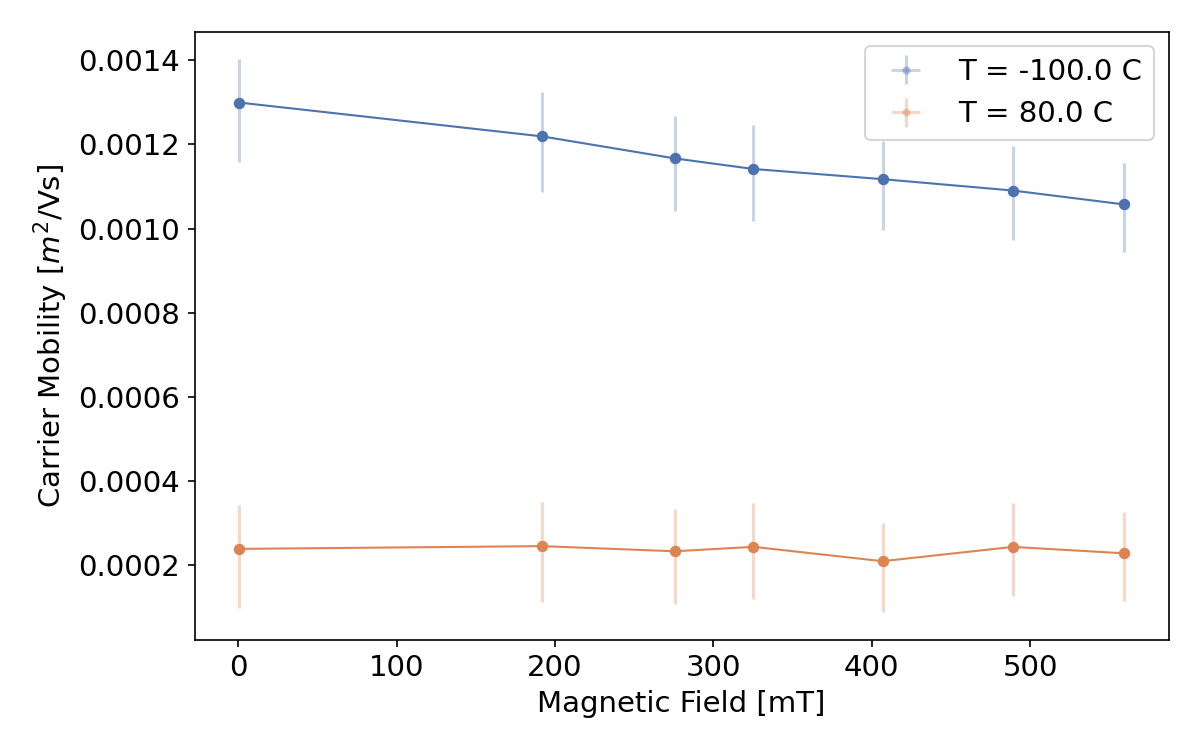 0.0014
0.0012
0.0010
0.0008
0.0006
0.0004
0.0002
Carrier Mobility [m²/Vs]
T = -100.0 C
T = 80.0 C
0 100 200 300 400 500
Magnetic Field [mT]